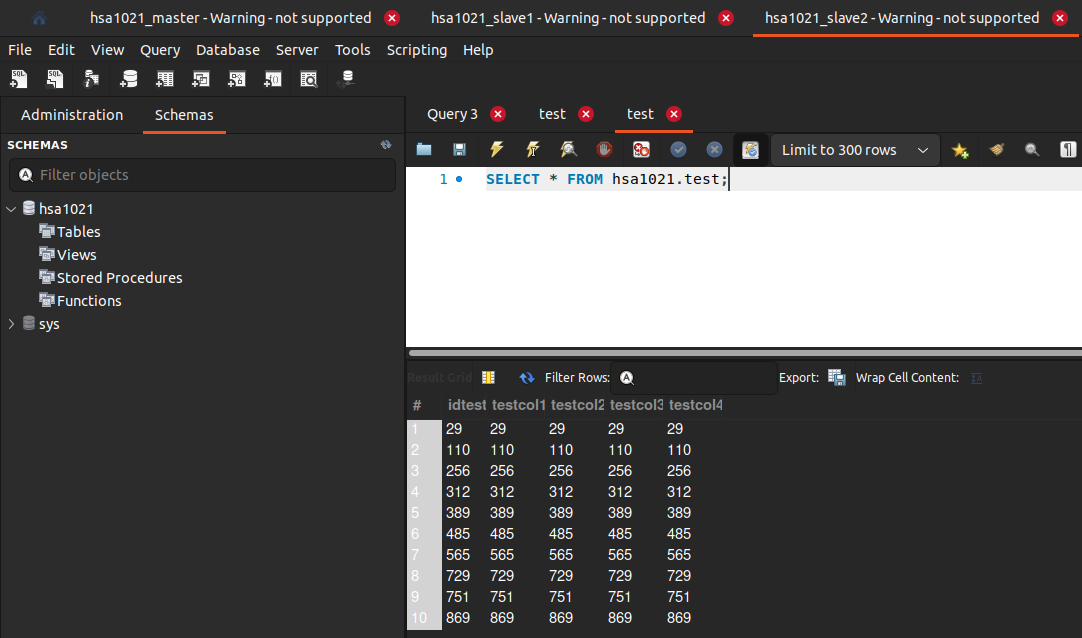 hsa1021_master - Warning - not supported hsa1021_slave1 - Warning - not supported hsa1021_slave2 - Warning - not supported
File Edit View Query Database Server Tools Scripting Help
Administration Schemas
SCHEMAS
Filter objects
hsa1021
Tables
Views
Stored Procedures
Functions
sys
Query 3 test test
Limit to 300 rows
1 SELECT * FROM hsa1021.test;
Result Grid Filter Rows: Export: Wrap Cell Content:
# idtest testcol1 testcol2 testcol3 testcol4
1 29 29 29 29 29
2 110 110 110 110 110
3 256 256 256 256 256
4 312 312 312 312 312
5 389 389 389 389 389
6 485 485 485 485 485
7 565 565 565 565 565
8 729 729 729 729 729
9 751 751 751 751 751
10 869 869 869 869 869